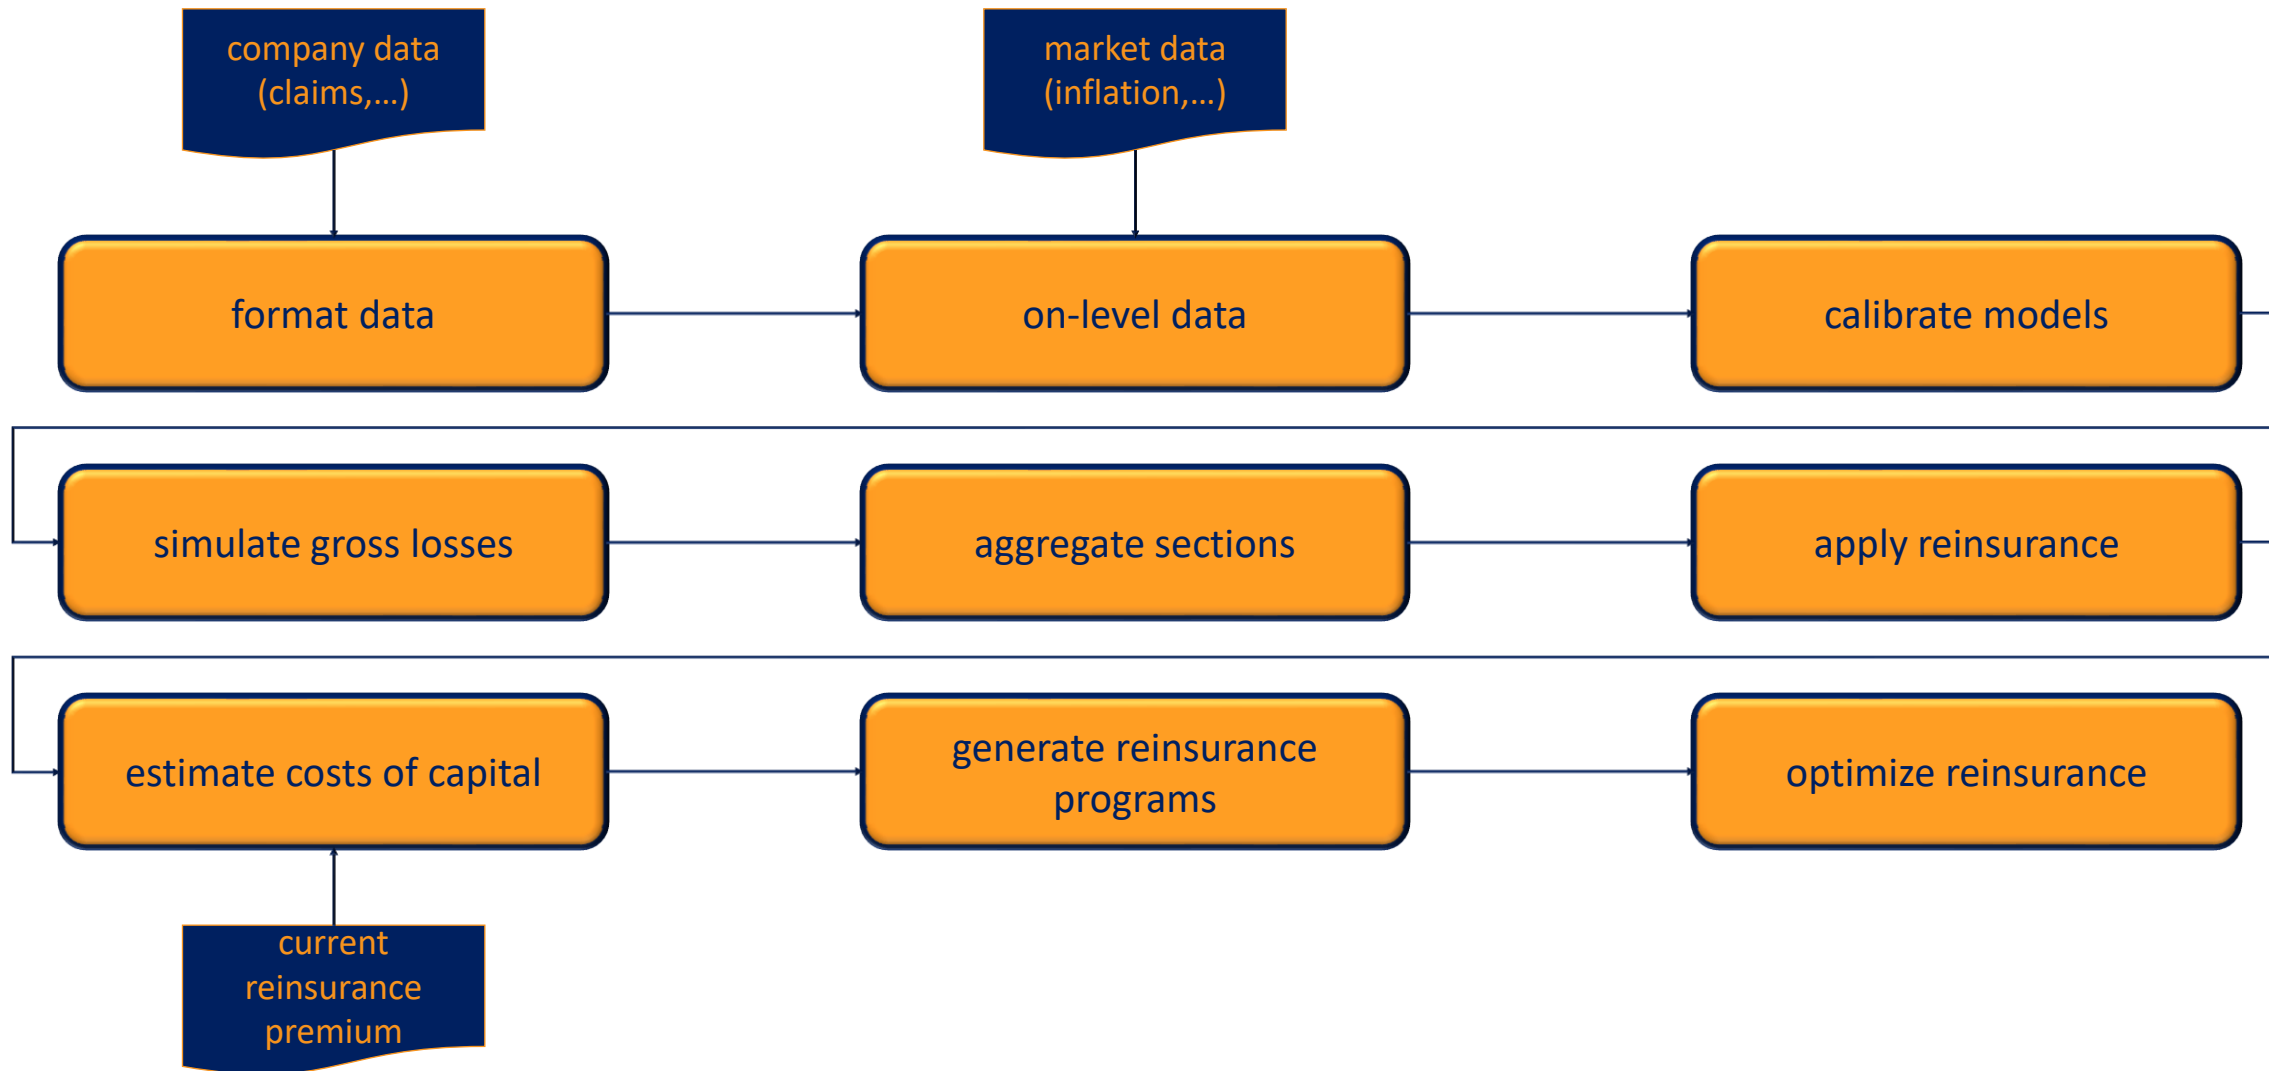 company data
(claims,...)
market data
(inflation,...)
format data
on-level data
calibrate models
simulate gross losses
aggregate sections
apply reinsurance
estimate costs of capital
generate reinsurance
programs
optimize reinsurance
current
reinsurance
premium